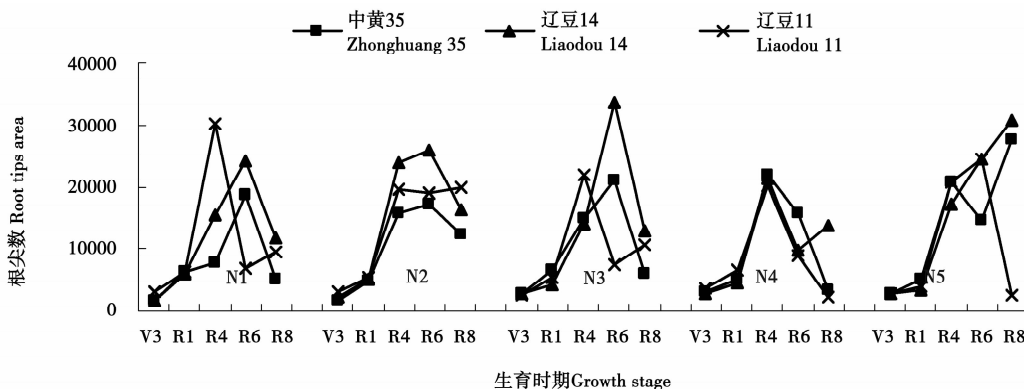 中黄35 辽豆14 辽豆11
Zhonghuang 35 Liaodou 14 Liaodou 11
根尖数 Root tips area
40000
30000
20000
10000
0
N1 N2 N3 N4 N5
V3 R1 R4 R6 R8 V3 R1 R4 R6 R8 V3 R1 R4 R6 R8 V3 R1 R4 R6 R8 V3 R1 R4 R6 R8
生育时期Growth stage